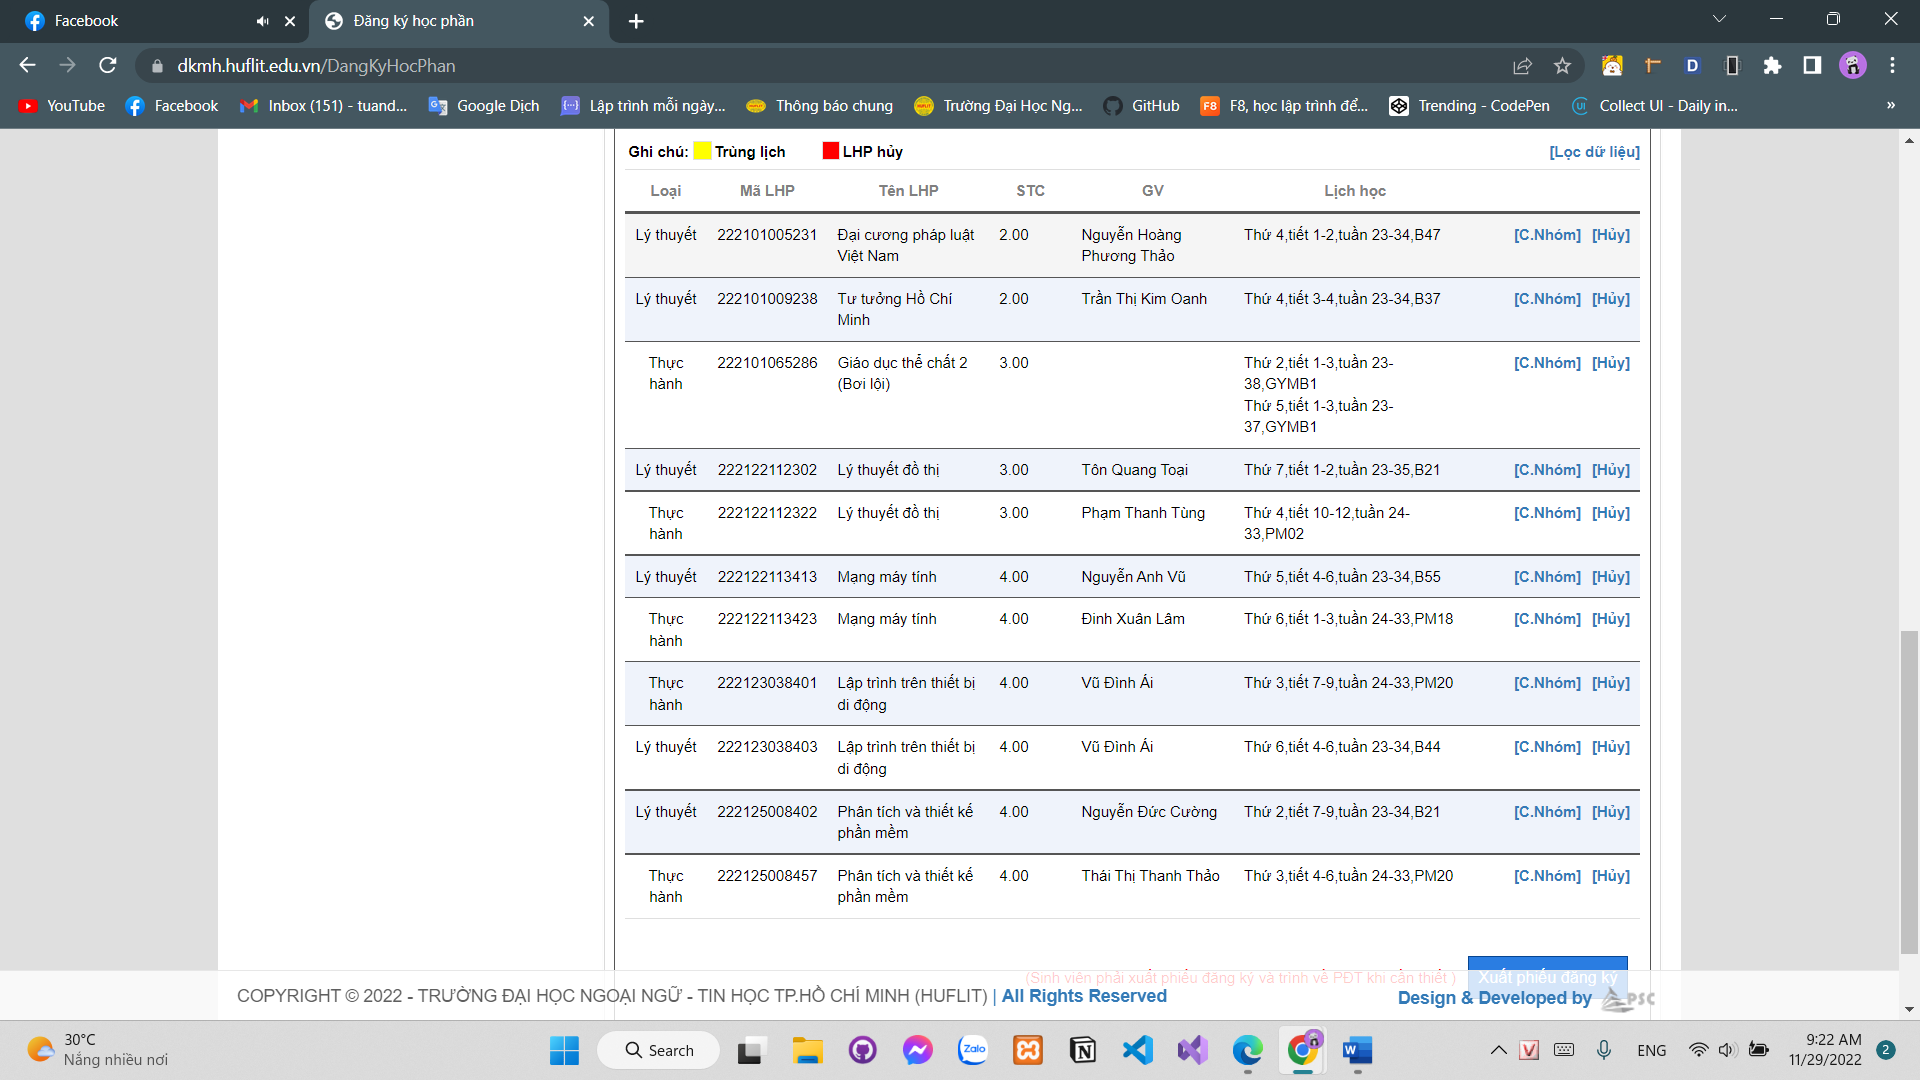 Facebook
Đăng ký học phần
dkmh.huflit.edu.vn/DangKyHocPhan
YouTube Facebook Inbox (151) - tuand... Google Dịch Lập trình mỗi ngày... Thông báo chung Trường Đại Học Ng... GitHub F8, học lập trình để... Trending - CodePen Collect UI - Daily in... »
Ghi chú: Trùng lịch LHP hủy [Lọc dữ liệu]
Loại Mã LHP Tên LHP STC GV Lịch học
Lý thuyết 222101005231 Đại cương pháp luật 2.00 Nguyễn Hoàng Thứ 4,tiết 1-2,tuần 23-34,B47 [C.Nhóm] [Hủy]
Việt Nam Phương Thảo
Lý thuyết 222101009238 Tư tưởng Hồ Chí 2.00 Trần Thị Kim Oanh Thứ 4,tiết 3-4,tuần 23-34,B37 [C.Nhóm] [Hủy]
Minh
Thực 222101065286 Giáo dục thể chất 2 3.00 Thứ 2,tiết 1-3,tuần 23- [C.Nhóm] [Hủy]
hành (Bơi lội) 38,GYMB1
Thứ 5,tiết 1-3,tuần 23-
37,GYMB1
Lý thuyết 222122112302 Lý thuyết đồ thị 3.00 Tôn Quang Toại Thứ 7,tiết 1-2,tuần 23-35,B21 [C.Nhóm] [Hủy]
Thực 222122112322 Lý thuyết đồ thị 3.00 Phạm Thanh Tùng Thứ 4,tiết 10-12,tuần 24- [C.Nhóm] [Hủy]
hành 33,PM02
Lý thuyết 222122113413 Mạng máy tính 4.00 Nguyễn Anh Vũ Thứ 5,tiết 4-6,tuần 23-34,B55 [C.Nhóm] [Hủy]
Thực 222122113423 Mạng máy tính 4.00 Đinh Xuân Lâm Thứ 6,tiết 1-3,tuần 24-33,PM18 [C.Nhóm] [Hủy]
hành
Thực 222123038401 Lập trình trên thiết bị 4.00 Vũ Đình Ái Thứ 3,tiết 7-9,tuần 24-33,PM20 [C.Nhóm] [Hủy]
hành di động
Lý thuyết 222123038403 Lập trình trên thiết bị 4.00 Vũ Đình Ái Thứ 6,tiết 4-6,tuần 23-34,B44 [C.Nhóm] [Hủy]
di động
Lý thuyết 222125008402 Phân tích và thiết kế 4.00 Nguyễn Đức Cường Thứ 2,tiết 7-9,tuần 23-34,B21 [C.Nhóm] [Hủy]
phần mềm
Thực 222125008457 Phân tích và thiết kế 4.00 Thái Thị Thanh Thảo Thứ 3,tiết 4-6,tuần 24-33,PM20 [C.Nhóm] [Hủy]
hành phần mềm
(Sinh viên phải xuất phiếu đăng ký và trình về PĐT khi cần thiết ) Xuất phiếu đăng ký
COPYRIGHT © 2022 - TRƯỜNG ĐẠI HỌC NGOẠI NGỮ - TIN HỌC TP.HỒ CHÍ MINH (HUFLIT) | All Rights Reserved Design & Developed by PSC
30°C
Nắng nhiều nơi
Search
Zalo
ENG
9:22 AM
11/29/2022
2